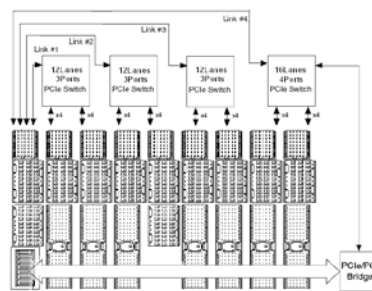 Link #4
Link #3
Link #2
Link #1
12Lanes
3Ports
PCIe Switch
12Lanes
3Ports
PCIe Switch
12Lanes
3Ports
PCIe Switch
16Lanes
4Ports
PCIe Switch
x4
x4
x4
x4
x4
x4
x4
x4
PCIe/PC
Bridge